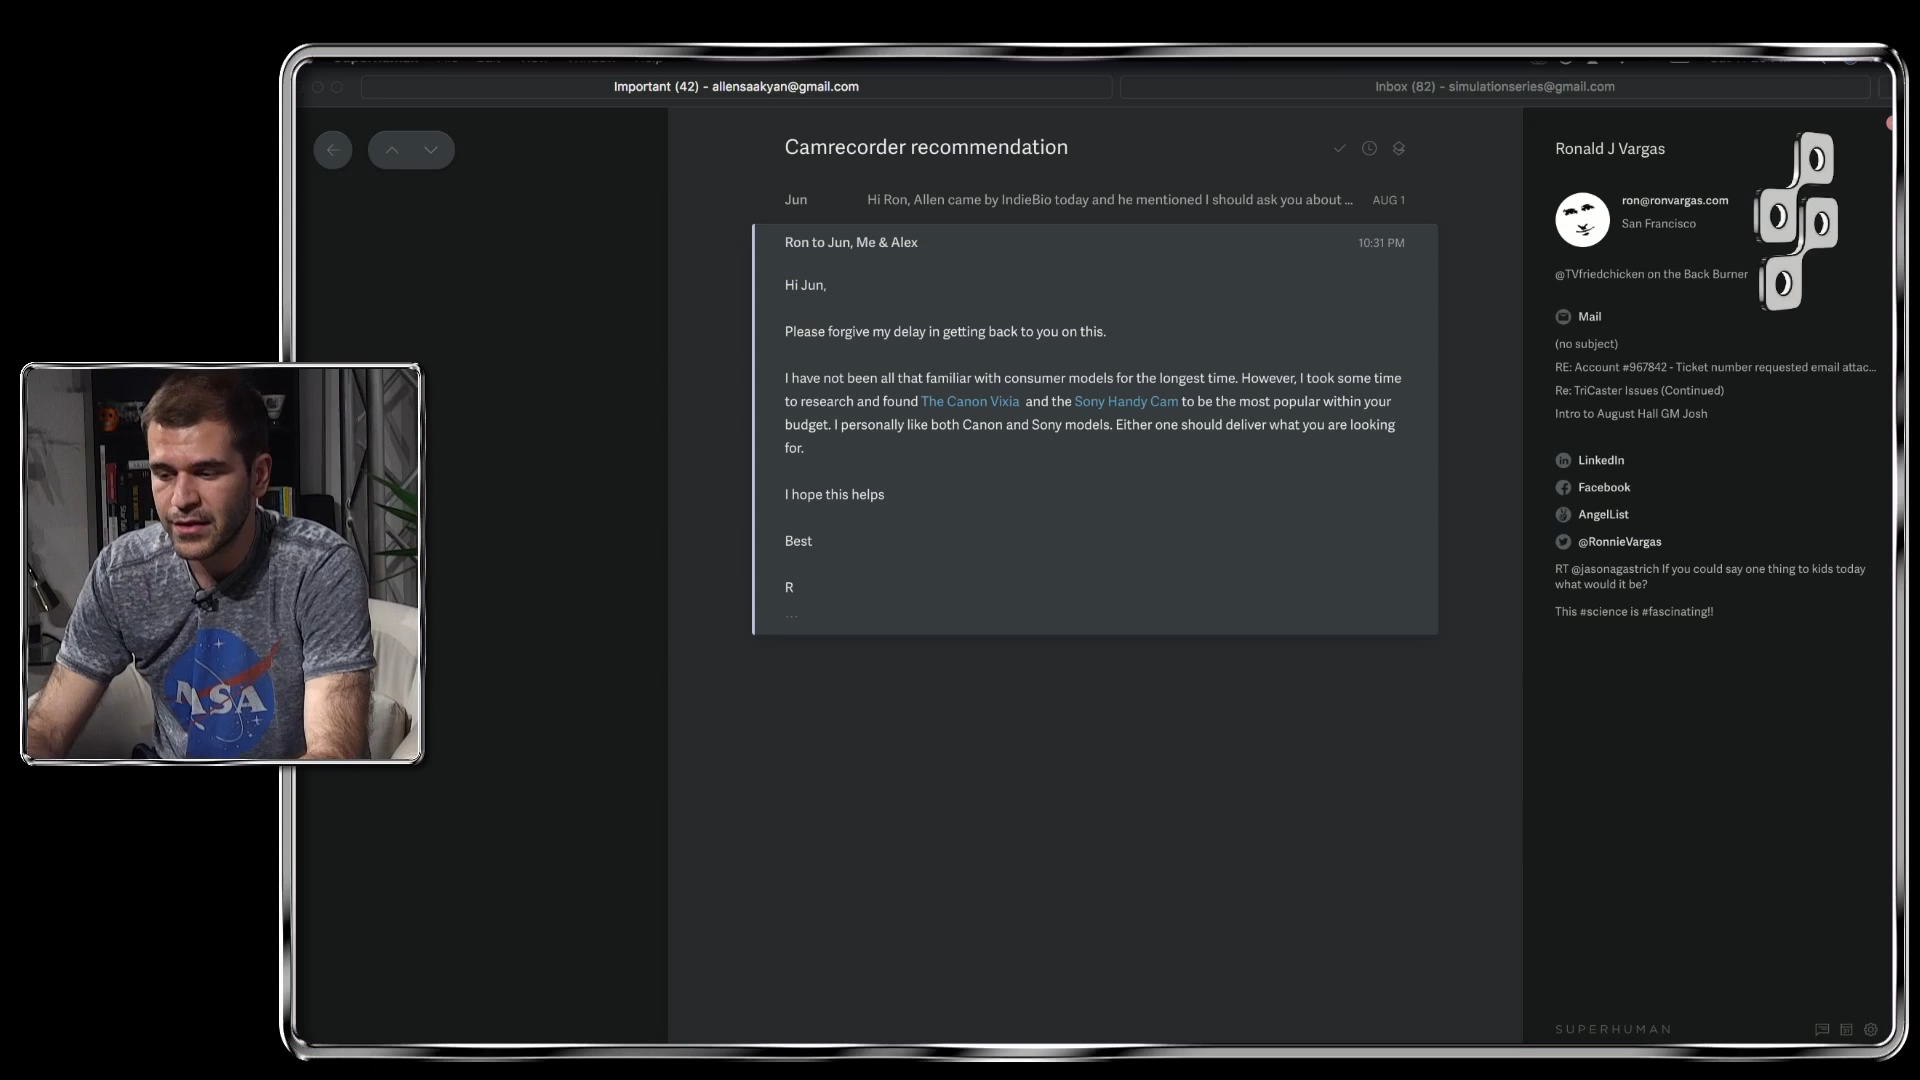 Important (42) - allensaakyan@gmail.com
Inbox (82) - simulationseries@gmail.com
Camrecorder recommendation
Jun Hi Ron, Allen came by IndieBio today and he mentioned I should ask you about ... AUG 1
Ron to Jun, Me & Alex 10:31 PM
Hi Jun,
Please forgive my delay in getting back to you on this.
I have not been all that familiar with consumer models for the longest time. However, I took some time
to research and found The Canon Vixia and the Sony Handy Cam to be the most popular within your
budget. I personally like both Canon and Sony models. Either one should deliver what you are looking
for.
I hope this helps
Best
R
...
Ronald J Vargas
ron@ronvargas.com
San Francisco
@TVfriedchicken on the Back Burner
Mail
(no subject)
RE: Account #967842 - Ticket number requested email attac...
Re: TriCaster Issues (Continued)
Intro to August Hall GM Josh
LinkedIn
Facebook
AngelList
@RonnieVargas
RT @jasonagastrich If you could say one thing to kids today
what would it be?
This #science is #fascinating!!
SUPERHUMAN
NSA